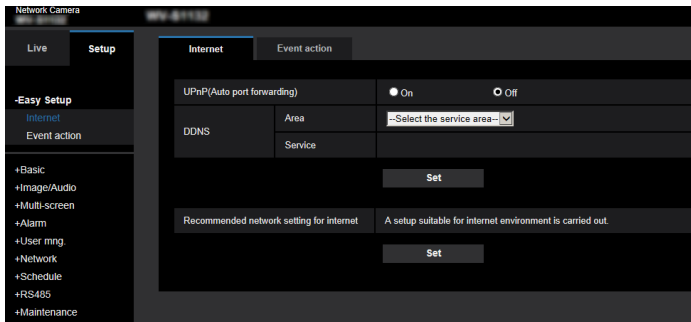 Network Camera
WV-S1132
Live
Setup
-Easy Setup
Internet
Event action
+Basic
+Image/Audio
+Multi-screen
+Alarm
+User mng.
+Network
+Schedule
+RS485
+Maintenance
Internet
Event action
UPnP(Auto port forwarding)
On
Off
DDNS
Area
--Select the service area--
Service
Set
Recommended network setting for internet
A setup suitable for internet environment is carried out.
Set